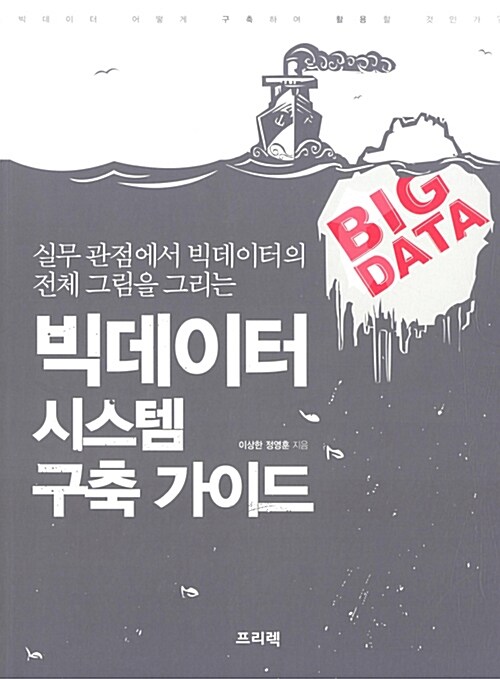 빅데이터 어떻게 구축하여 활용할 것인가?
BIG
DATA
실무 관점에서 빅데이터의
전체 그림을 그리는
빅데이터
시스템
구축 가이드
이상한 정영훈 지음
프리렉